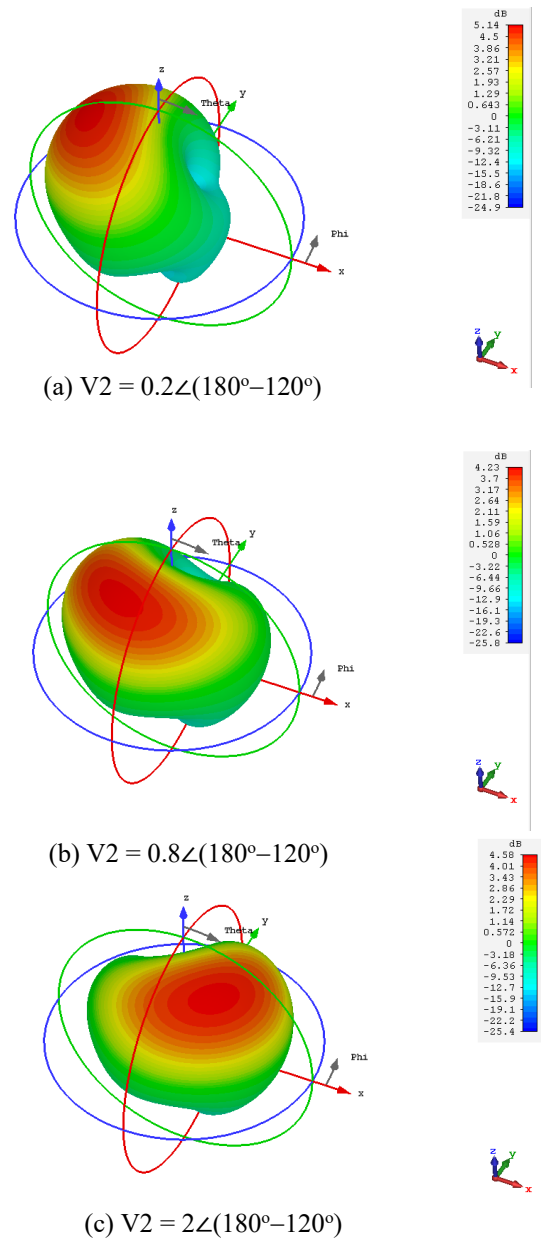 dB
5.14
4.5
3.86
3.21
2.57
1.93
1.29
0.643
0
-3.11
-6.21
-9.32
-12.4
-15.5
-18.6
-21.8
-24.9
z
y
Theta
Phi
x
z
y
x
(a) V2 = 0.2∠(180º–120º)
dB
4.23
3.7
3.17
2.64
2.11
1.59
1.06
0.528
0
-3.22
-6.44
-9.66
-12.9
-16.1
-19.3
-22.6
-25.8
z
y
Theta
Phi
x
z
y
x
(b) V2 = 0.8∠(180º–120º)
dB
4.58
4.01
3.43
2.86
2.29
1.72
1.14
0.572
0
-3.18
-6.36
-9.53
-12.7
-15.9
-19.1
-22.2
-25.4
z
y
Theta
Phi
x
z
y
x
(c) V2 = 2∠(180º–120º)